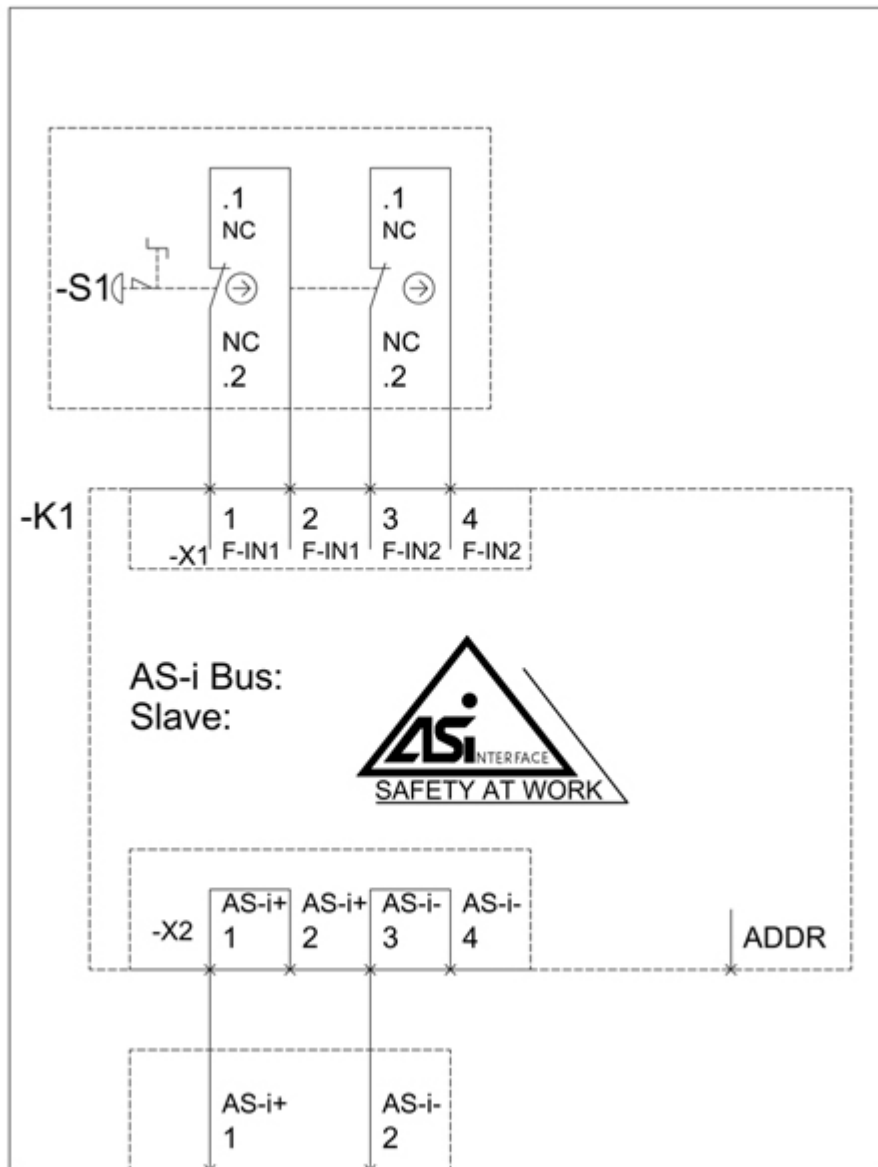 .1 .1
NC NC
-S1
NC NC
.2 .2
-K1
1 2 3 4
-X1 F-IN1 F-IN1 F-IN2 F-IN2
AS-i Bus:
Slave:
ASi
NTERFACE
SAFETY AT WORK
AS-i+ AS-i+ AS-i- AS-i-
-X2 1 2 3 4
ADDR
AS-i+ AS-i-
1 2